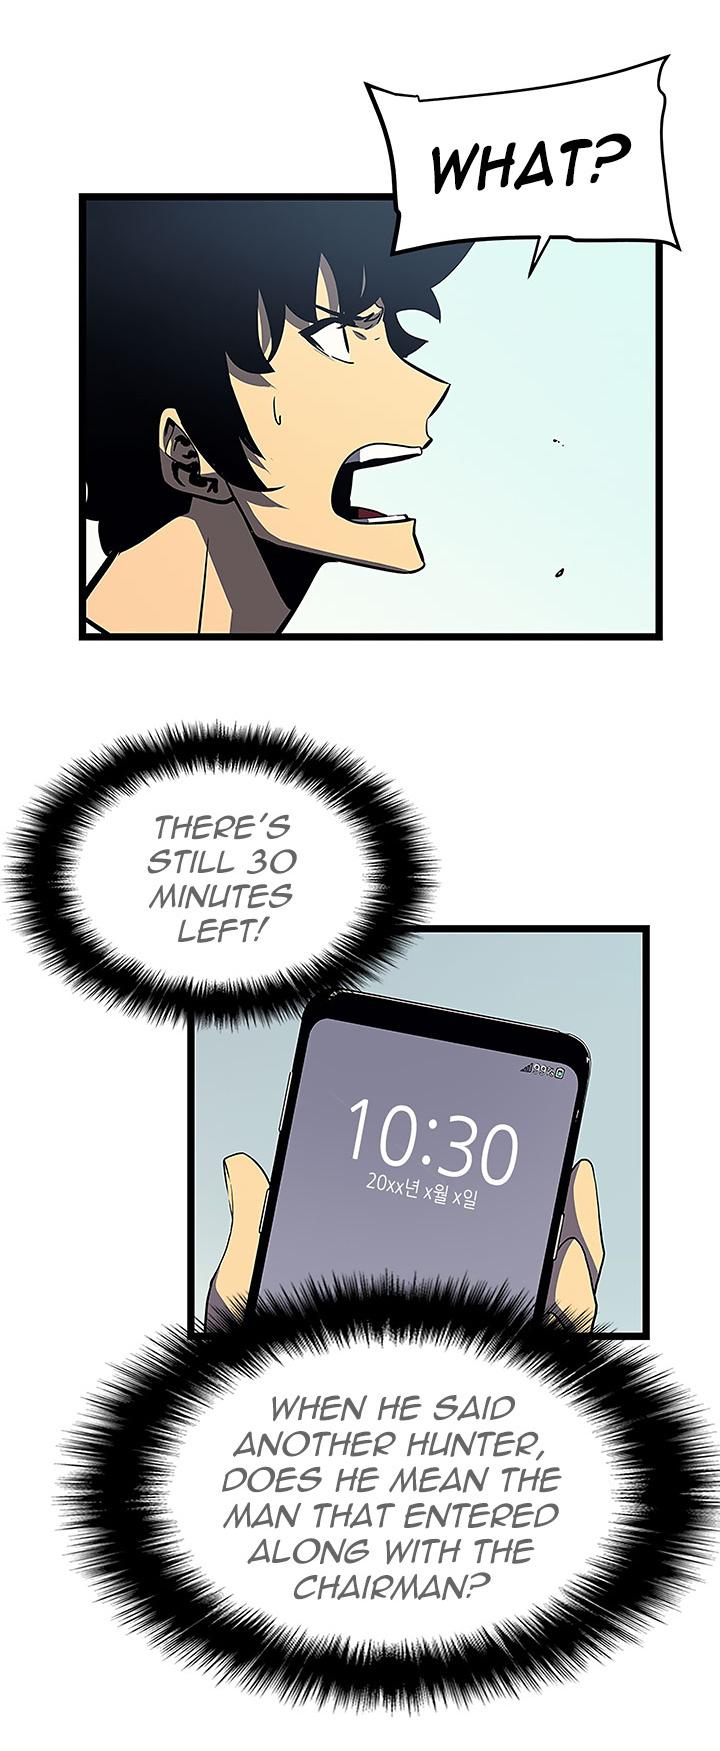 WHAT?
THERE'S
STILL 30
MINUTES
LEFT!
99%
10:30
20xx년 x월 x일
WHEN HE SAID
ANOTHER HUNTER,
DOES HE MEAN THE
MAN THAT ENTERED
ALONG WITH THE
CHAIRMAN?